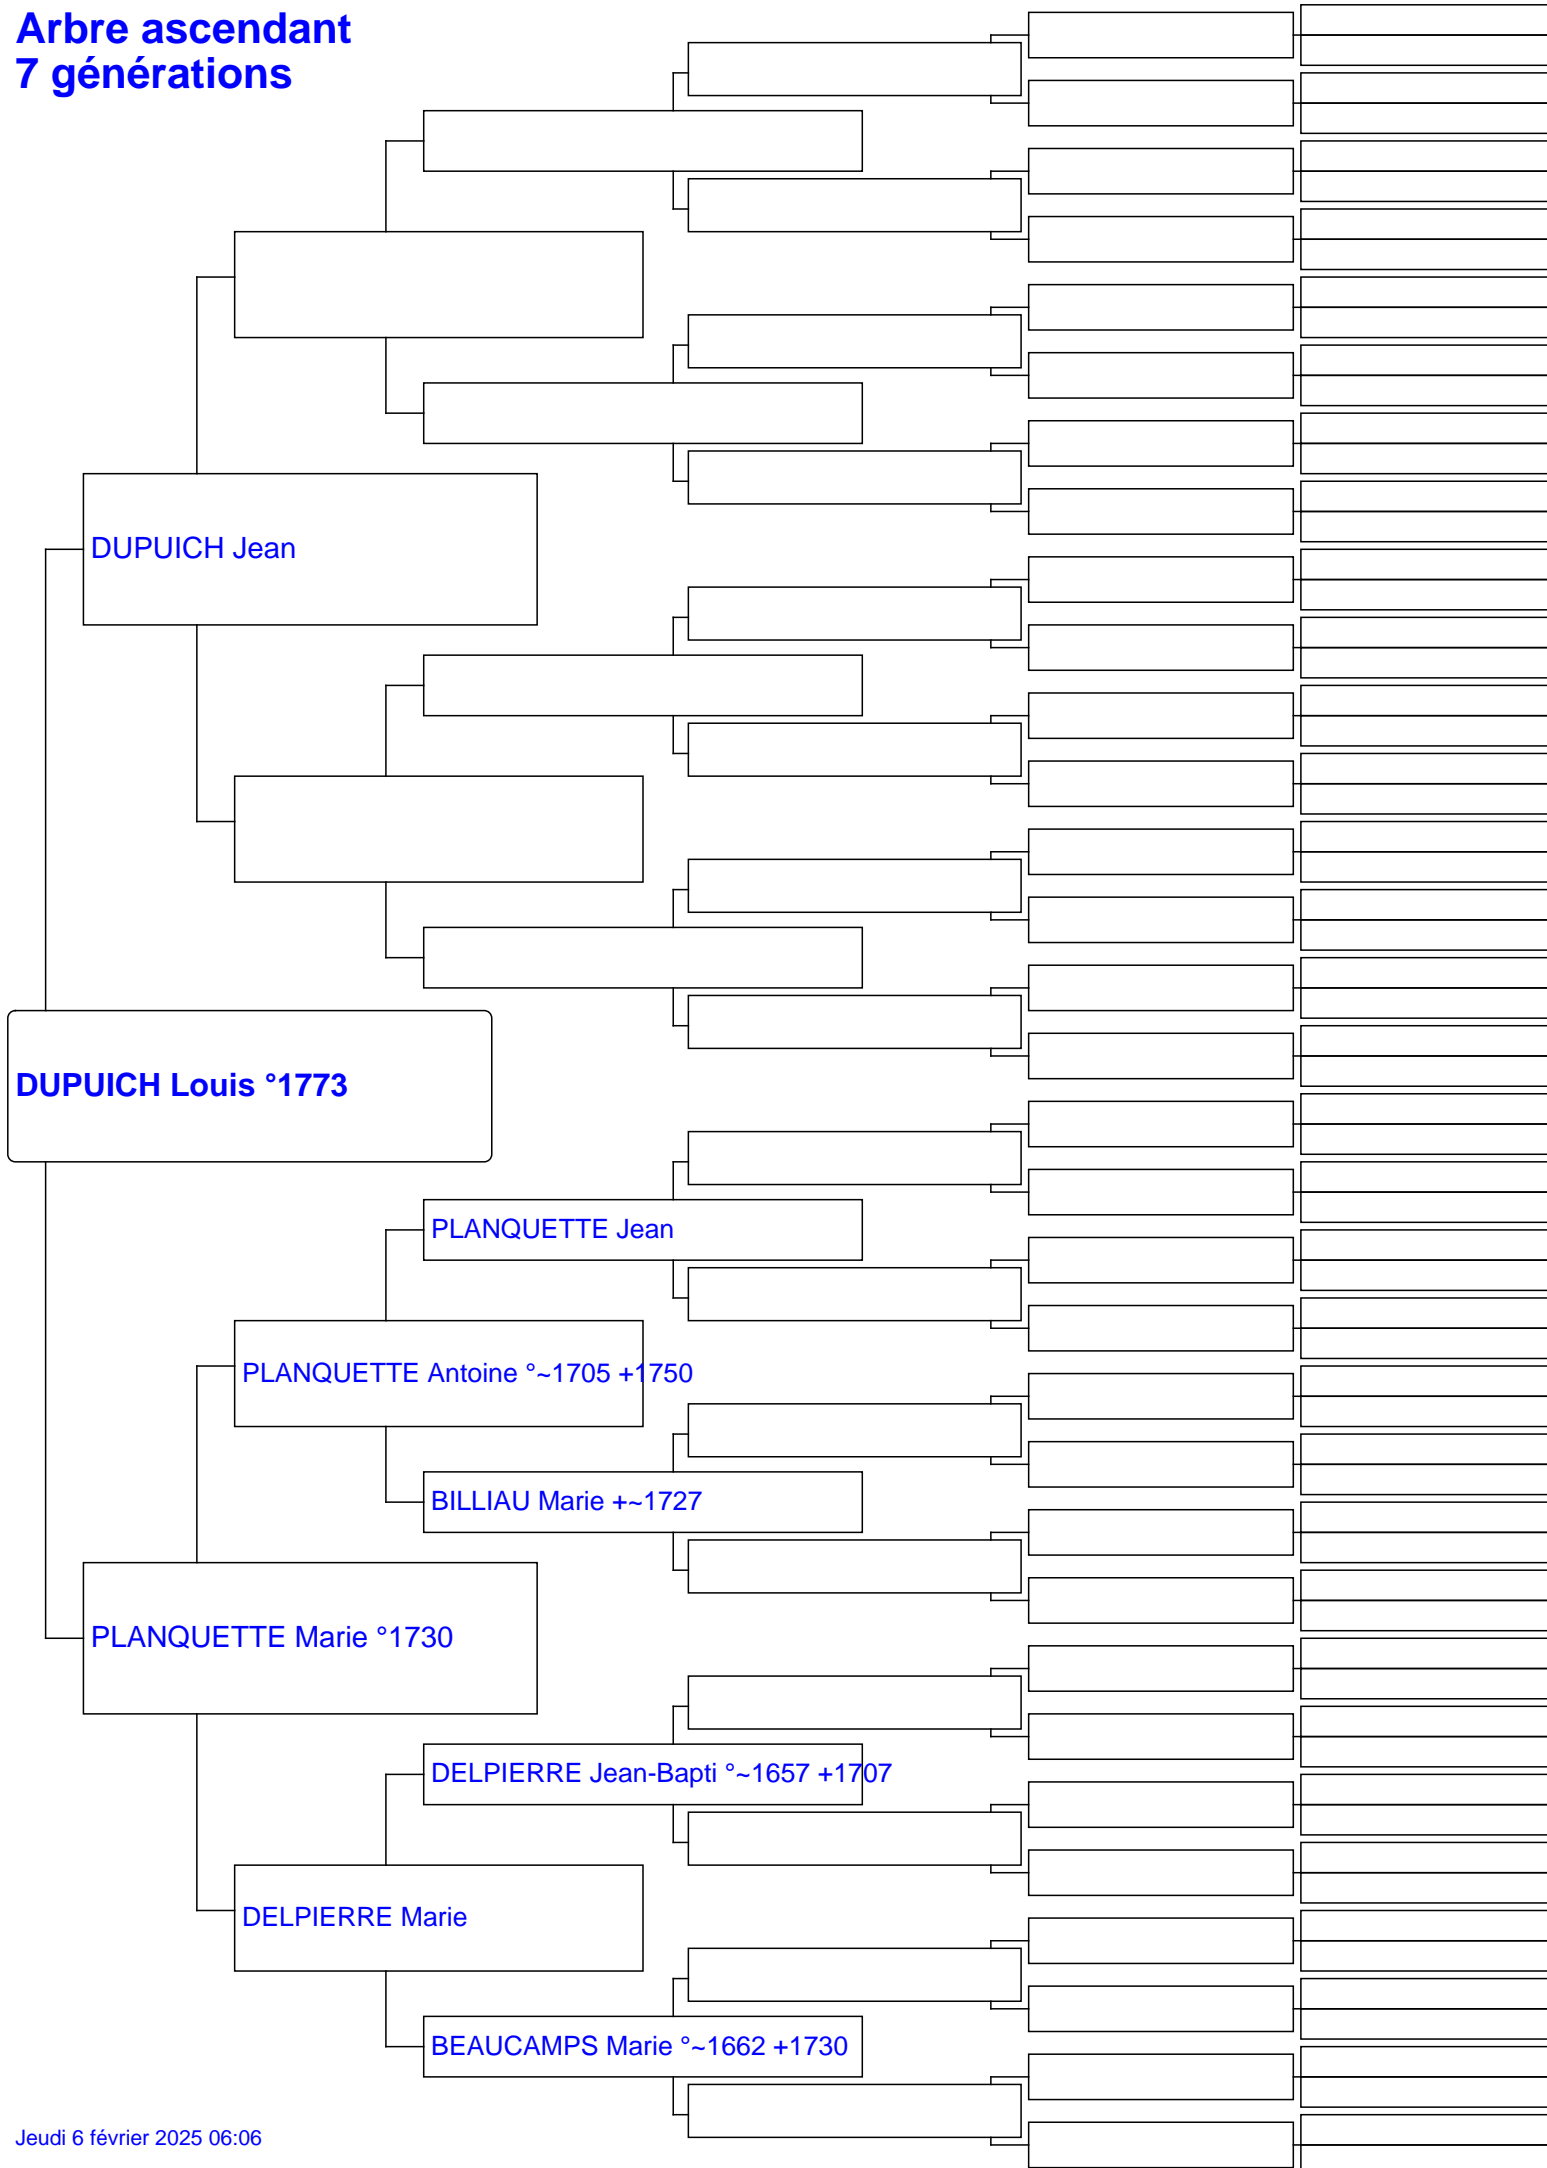 Arbre ascendant
7 générations
DUPUICH Jean
DUPUICH Louis °1773
PLANQUETTE Jean
PLANQUETTE Antoine °~1705 +1750
BILLIAU Marie +~1727
PLANQUETTE Marie °1730
DELPIERRE Jean-Bapti °~1657 +1707
DELPIERRE Marie
BEAUCAMPS Marie °~1662 +1730
Jeudi 6 février 2025 06:06